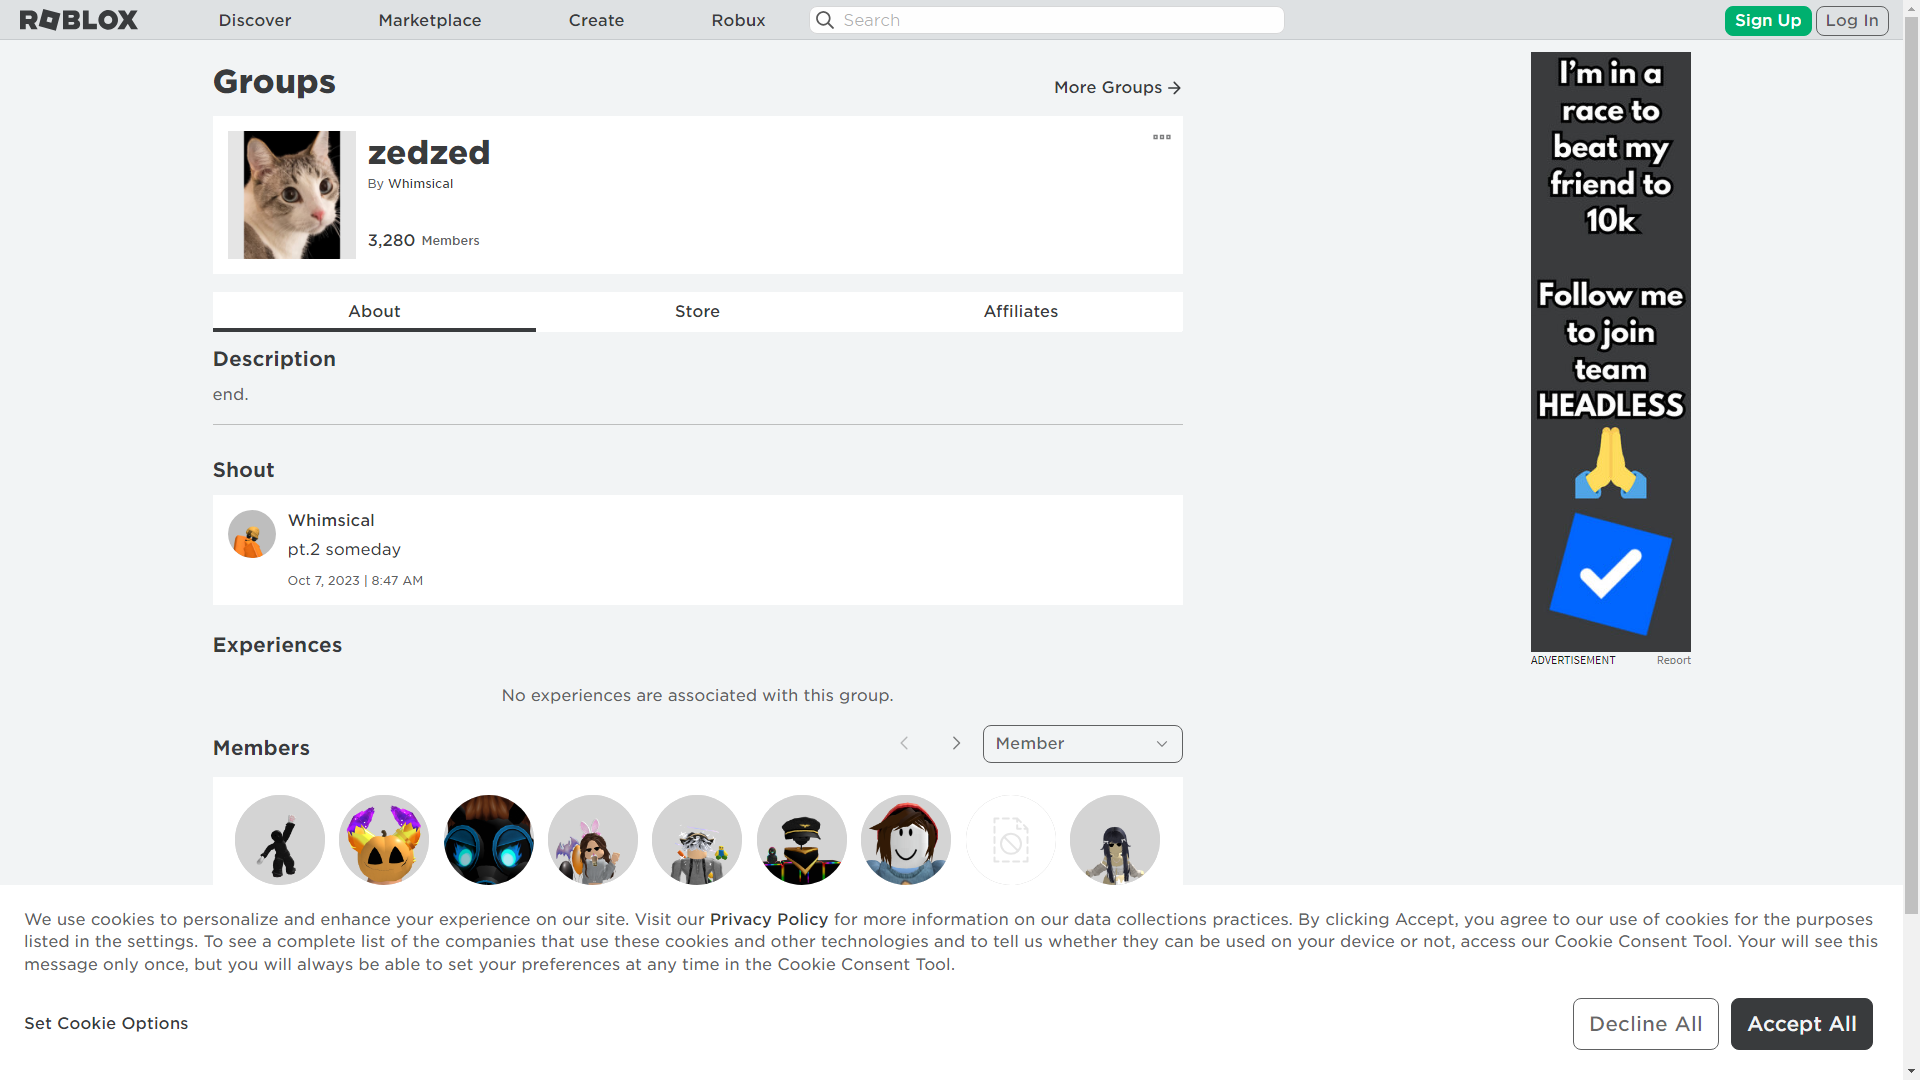 ROBLOX
Discover
Marketplace
Create
Robux
Search
Sign Up
Log In
Groups
More Groups
zedzed
By Whimsical
3,280 Members
About
Store
Affiliates
Description
end.
Shout
Whimsical
pt.2 someday
Oct 7, 2023 | 8:47 AM
Experiences
No experiences are associated with this group.
Members
Member
I'm in a
race to
beat my
friend to
10k
Follow me
to join
team
HEADLESS
ADVERTISEMENT
Report
We use cookies to personalize and enhance your experience on our site. Visit our Privacy Policy for more information on our data collections practices. By clicking Accept, you agree to our use of cookies for the purposes
listed in the settings. To see a complete list of the companies that use these cookies and other technologies and to tell us whether they can be used on your device or not, access our Cookie Consent Tool. Your will see this
message only once, but you will always be able to set your preferences at any time in the Cookie Consent Tool.
Set Cookie Options
Decline All
Accept All